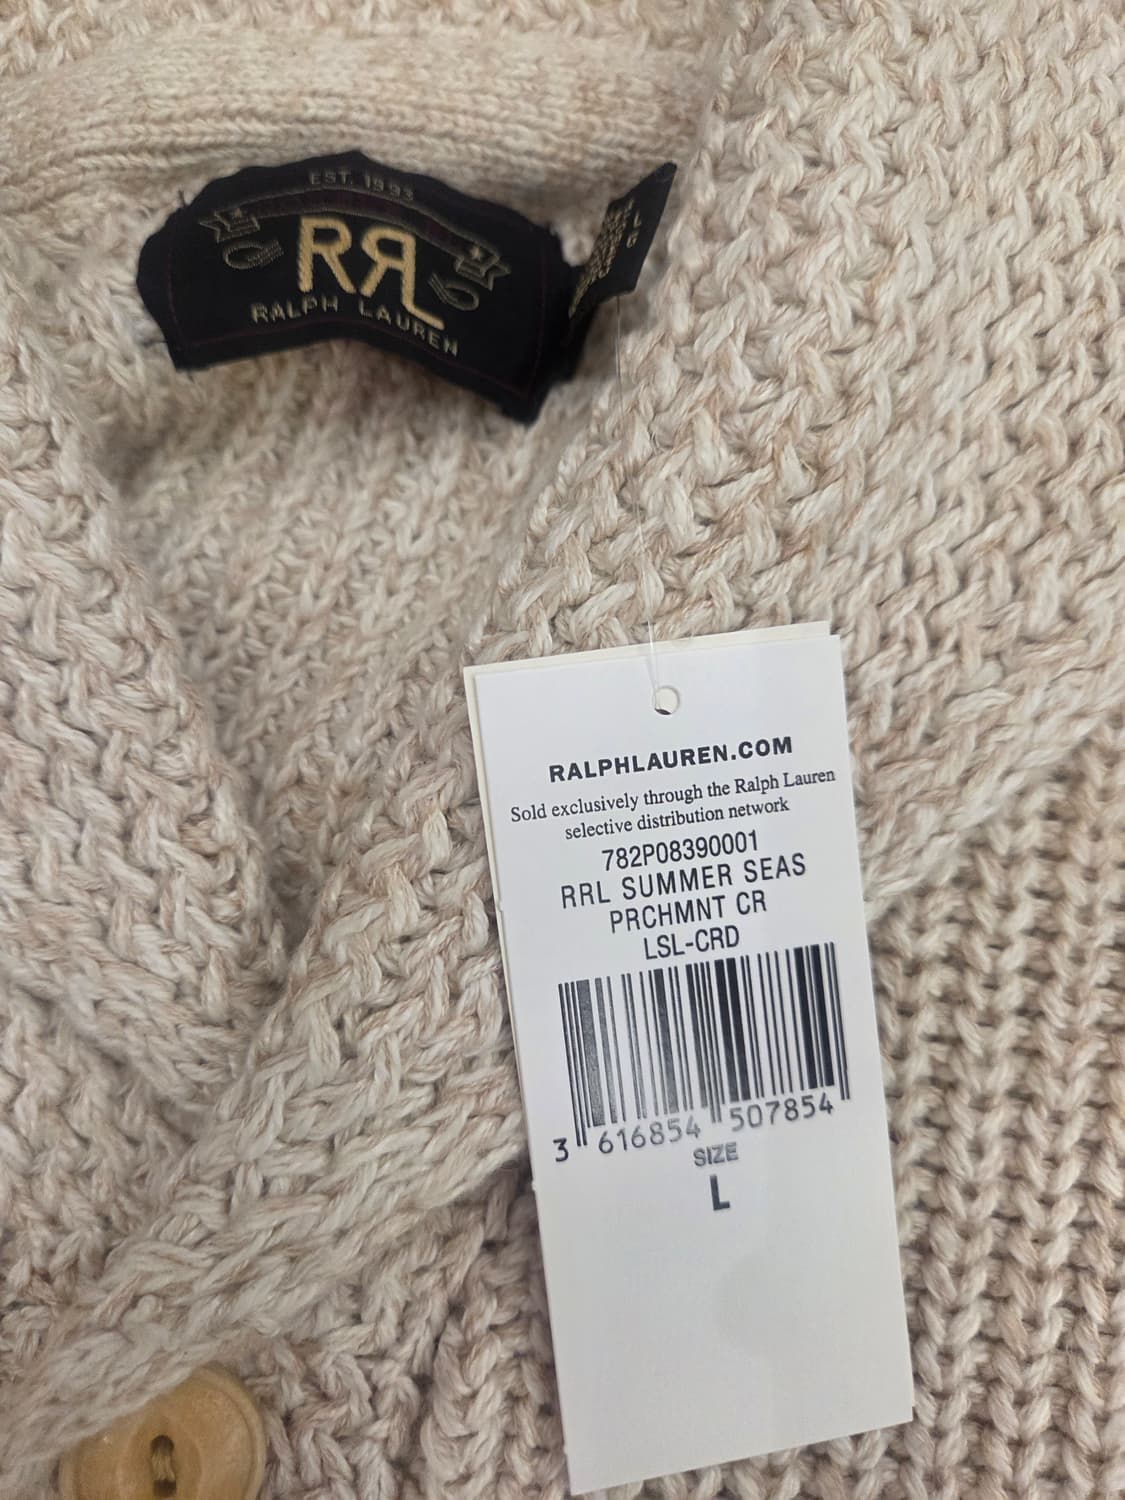 EST. 1993
RRL
RALPH LAUREN
L G
RALPHLAUREN.COM
Sold exclusively through the Ralph Lauren
selective distribution network
782P08390001
RRL SUMMER SEAS
PRCHMNT CR
LSL-CRD
3 616854 507854
SIZE
L